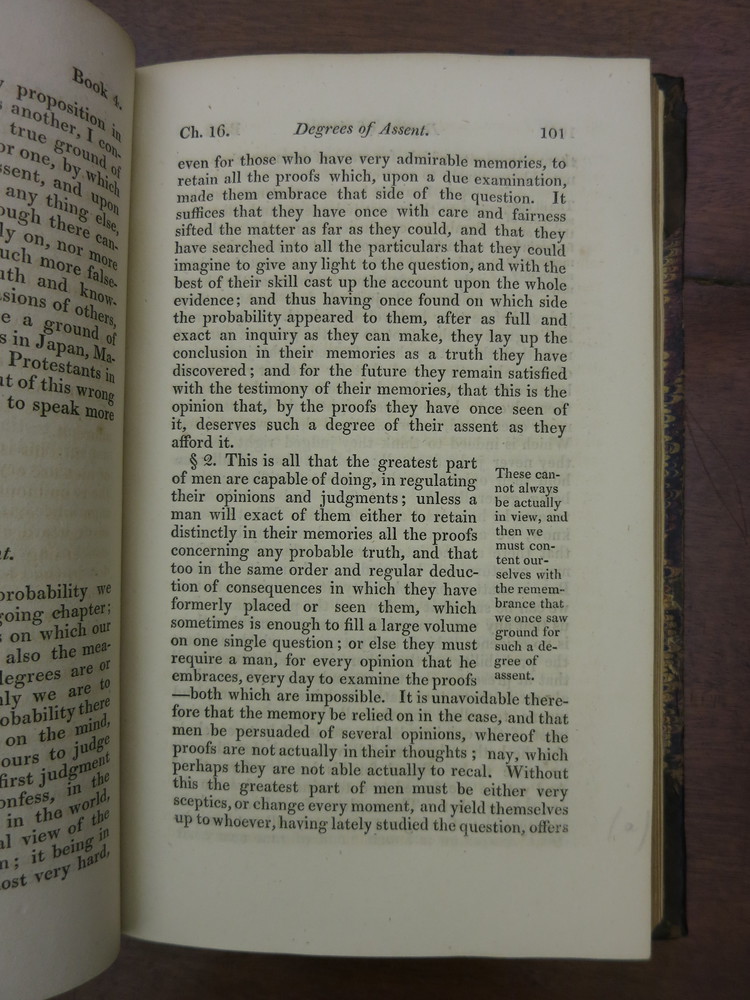 Book 4.
proposition in
another, I con-
true ground of
or one, by which
ssent, and upon
any thing else,
ough there can-
ly on, nor more
uch more false-
uth and know-
sions of others,
e a ground of
s in Japan, Ma-
Protestants in
t of this wrong
to speak more
t.
probability we
going chapter;
s on which our
also the mea-
degrees are or
nly we are to
obability there
on the mind,
ours to judge
first judgment
onfess, in the
in the world,
al view of the
n; it being in
ost very hard,
Ch. 16. Degrees of Assent. 101
even for those who have very admirable memories, to
retain all the proofs which, upon a due examination,
made them embrace that side of the question. It
suffices that they have once with care and fairness
sifted the matter as far as they could, and that they
have searched into all the particulars that they could
imagine to give any light to the question, and with the
best of their skill cast up the account upon the whole
evidence; and thus having once found on which side
the probability appeared to them, after as full and
exact an inquiry as they can make, they lay up the
conclusion in their memories as a truth they have
discovered; and for the future they remain satisfied
with the testimony of their memories, that this is the
opinion that, by the proofs they have once seen of
it, deserves such a degree of their assent as they
afford it.
§ 2. This is all that the greatest part
of men are capable of doing, in regulating
their opinions and judgments; unless a
man will exact of them either to retain
distinctly in their memories all the proofs
concerning any probable truth, and that
too in the same order and regular deduc-
tion of consequences in which they have
formerly placed or seen them, which
sometimes is enough to fill a large volume
on one single question; or else they must
require a man, for every opinion that he
embraces, every day to examine the proofs
These can-
not always
be actually
in view, and
then we
must con-
tent our-
selves with
the remem-
brance that
we once saw
ground for
such a de-
gree of
assent.
—both which are impossible. It is unavoidable there-
fore that the memory be relied on in the case, and that
men be persuaded of several opinions, whereof the
proofs are not actually in their thoughts; nay, which
perhaps they are not able actually to recal. Without
this the greatest part of men must be either very
sceptics, or change every moment, and yield themselves
up to whoever, having lately studied the question, offers